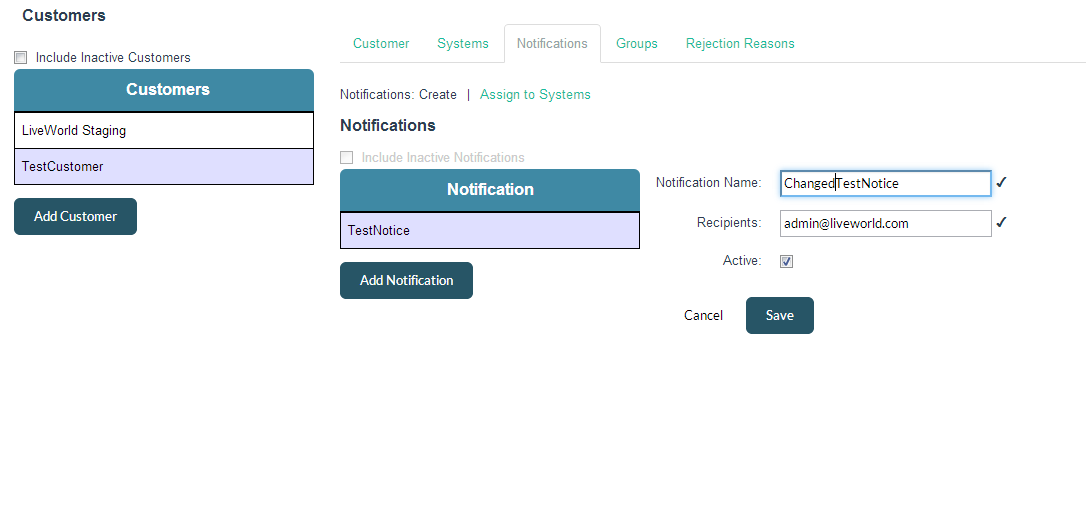 Customers
Include Inactive Customers
Customers
LiveWorld Staging
TestCustomer
Add Customer
Customer Systems Notifications Groups Rejection Reasons
Notifications: Create | Assign to Systems
Notifications
Include Inactive Notifications
Notification
TestNotice
Add Notification
Notification Name: ChangedTestNotice ✓
Recipients: admin@liveworld.com ✓
Active:
Cancel Save